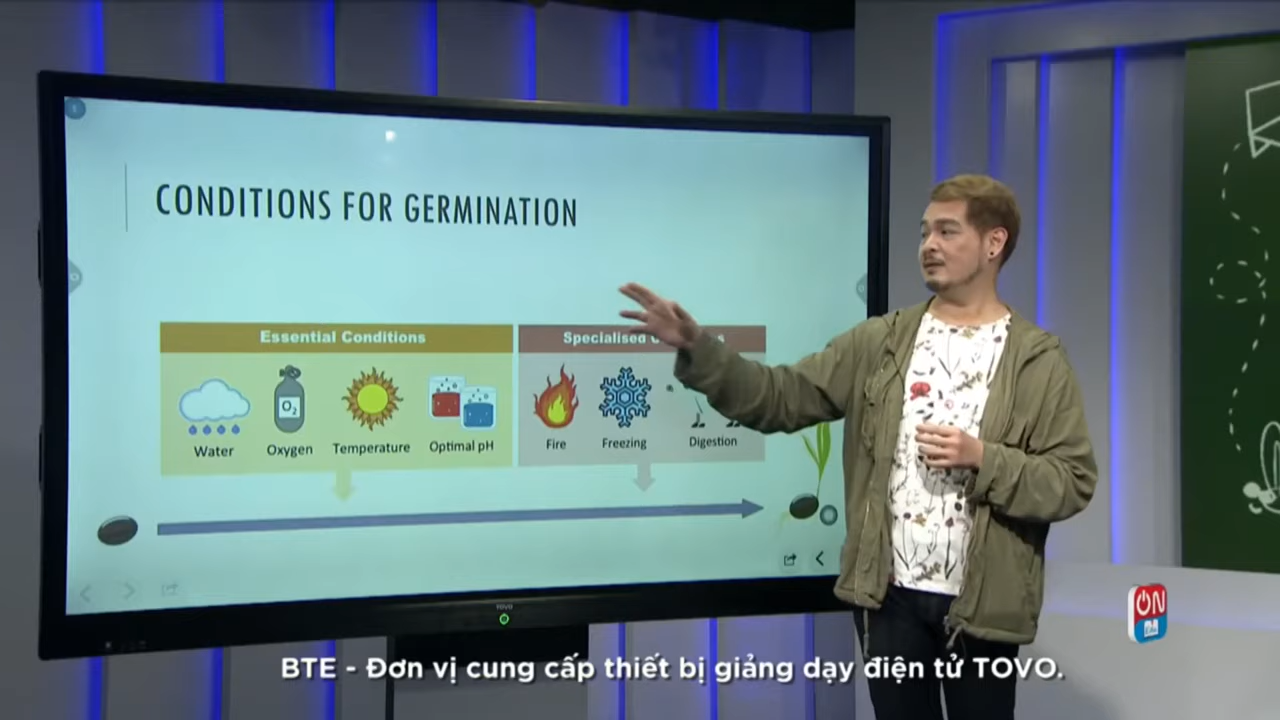 CONDITIONS FOR GERMINATION
Essential Conditions
Specialised
O2
Water
Oxygen
Temperature
Optimal pH
Fire
Freezing
Digestion
TOVO
ON
BTE - Đơn vị cung cấp thiết bị giảng dạy điện tử TOVO.